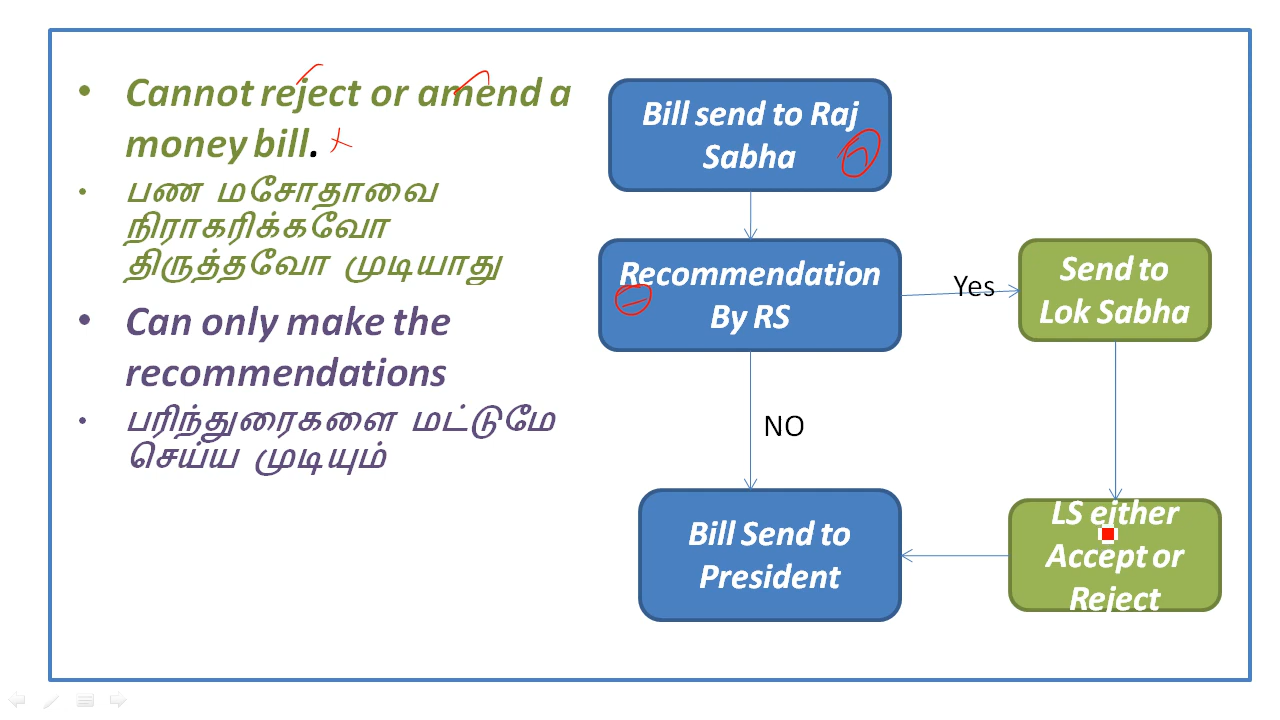 • Cannot reject or amend a
money bill.
• பண மசோதாவை
நிராகரிக்கவோ
திருத்தவோ முடியாது
• Can only make the
recommendations
• பரிந்துரைகளை மட்டுமே
செய்ய முடியும்
Bill send to Raj
Sabha
Recommendation
By RS
Yes
Send to
Lok Sabha
NO
Bill Send to
President
LS either
Accept or
Reject